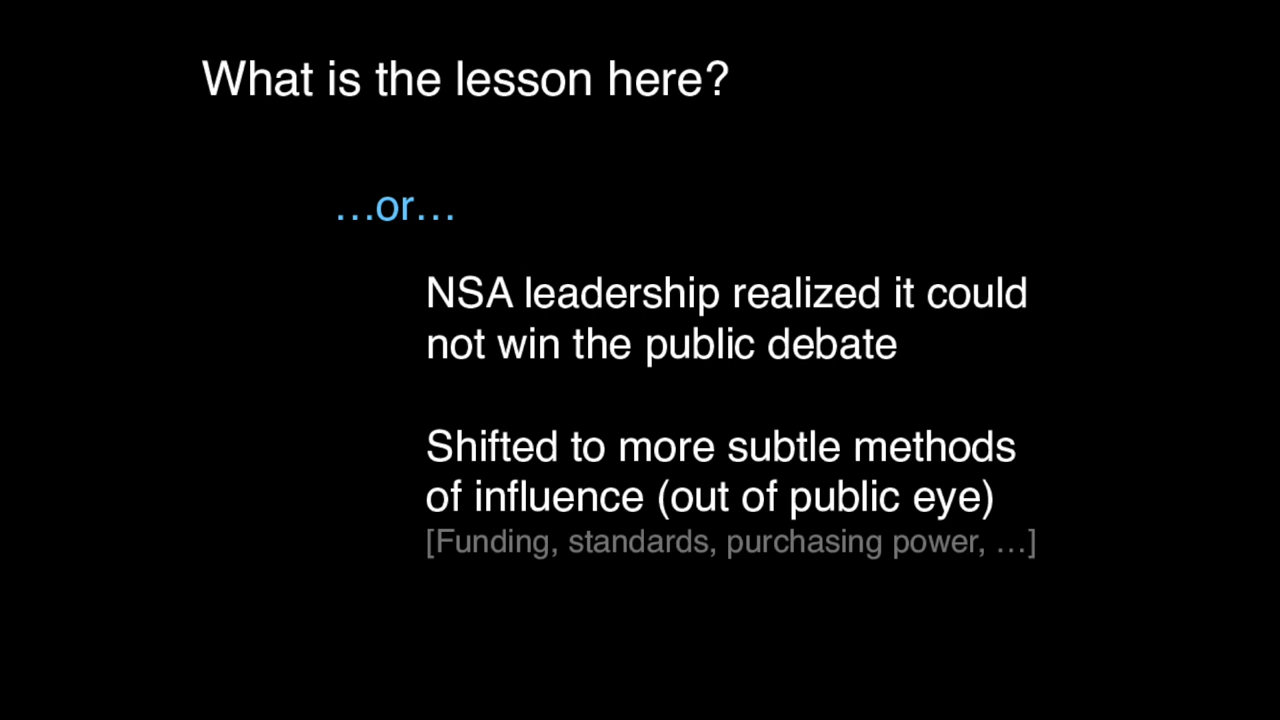 What is the lesson here?
…or…
NSA leadership realized it could
not win the public debate
Shifted to more subtle methods
of influence (out of public eye)
[Funding, standards, purchasing power, …]